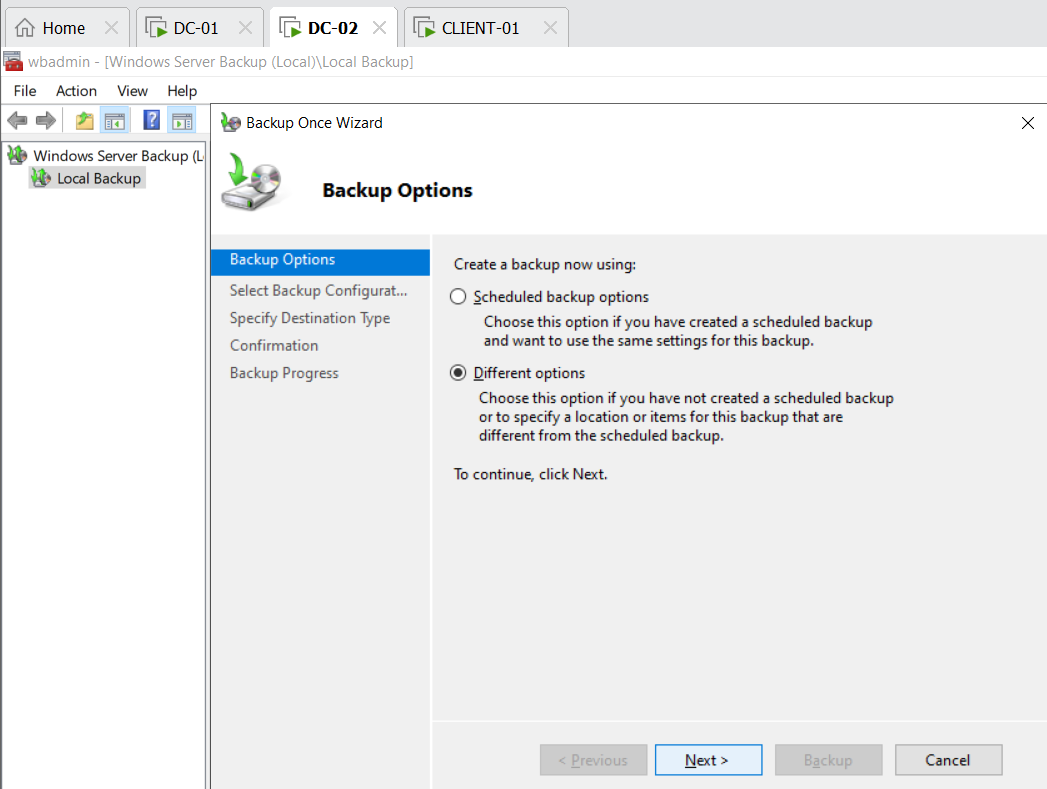 Home
DC-01
DC-02
CLIENT-01
wbadmin - [Windows Server Backup (Local)\Local Backup]
File Action View Help
Backup Once Wizard
Windows Server Backup (L
Local Backup
Backup Options
Backup Options
Select Backup Configurat...
Specify Destination Type
Confirmation
Backup Progress
Create a backup now using:
Scheduled backup options
Choose this option if you have created a scheduled backup
and want to use the same settings for this backup.
Different options
Choose this option if you have not created a scheduled backup
or to specify a location or items for this backup that are
different from the scheduled backup.
To continue, click Next.
< Previous
Next >
Backup
Cancel